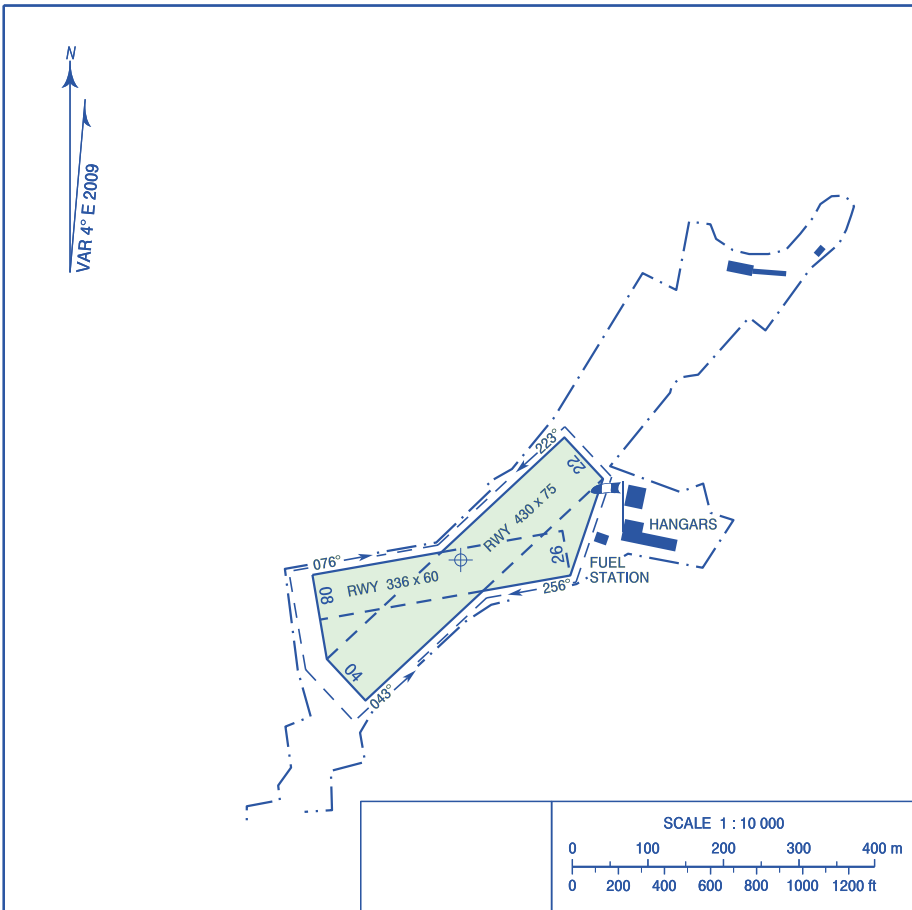 N
VAR 4° E 2009
223°
22
RWY 430 x 75
HANGARS
076°
26
FUEL
STATION
RWY 336 x 60
08
256°
04
043°
SCALE 1 : 10 000
0 100 200 300 400 m
0 200 400 600 800 1000 1200 ft